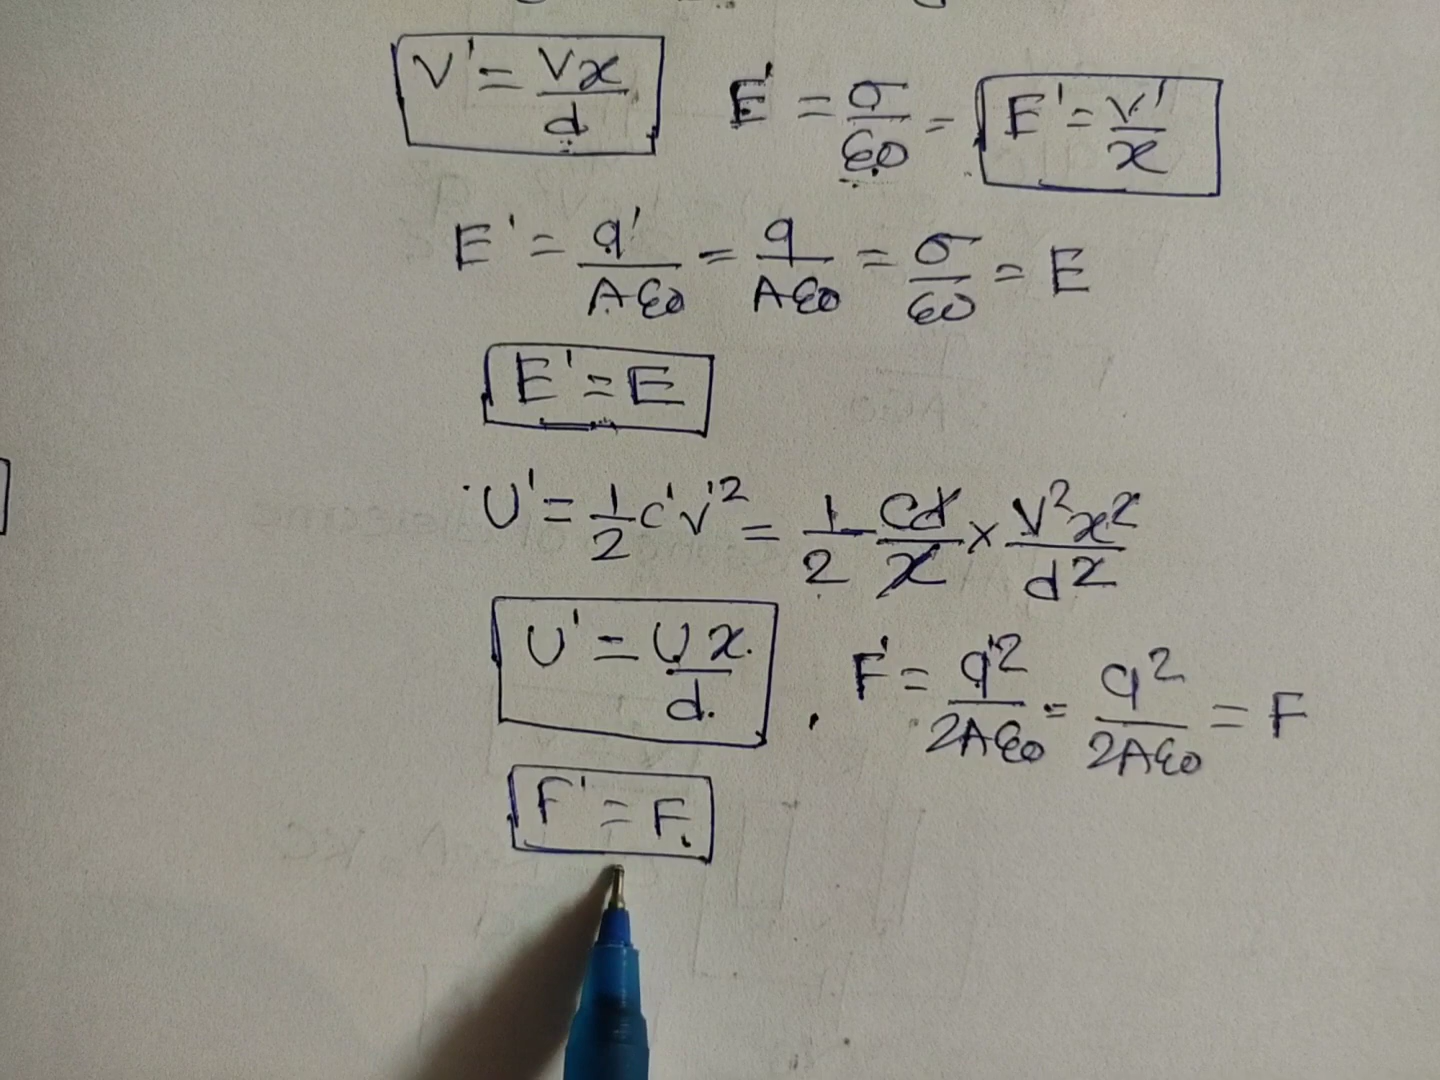 V' = Vx/d E' = σ/ε0 = E' = V'/x
E' = q'/Aε0 = q/Aε0 = σ/ε0 = E
E' = E
U' = 1/2 C'V'² = 1/2 Cd/x × V²x²/d²
U' = Ux/d. F' = q'²/2Aε0 = q²/2Aε0 = F
F' = F.